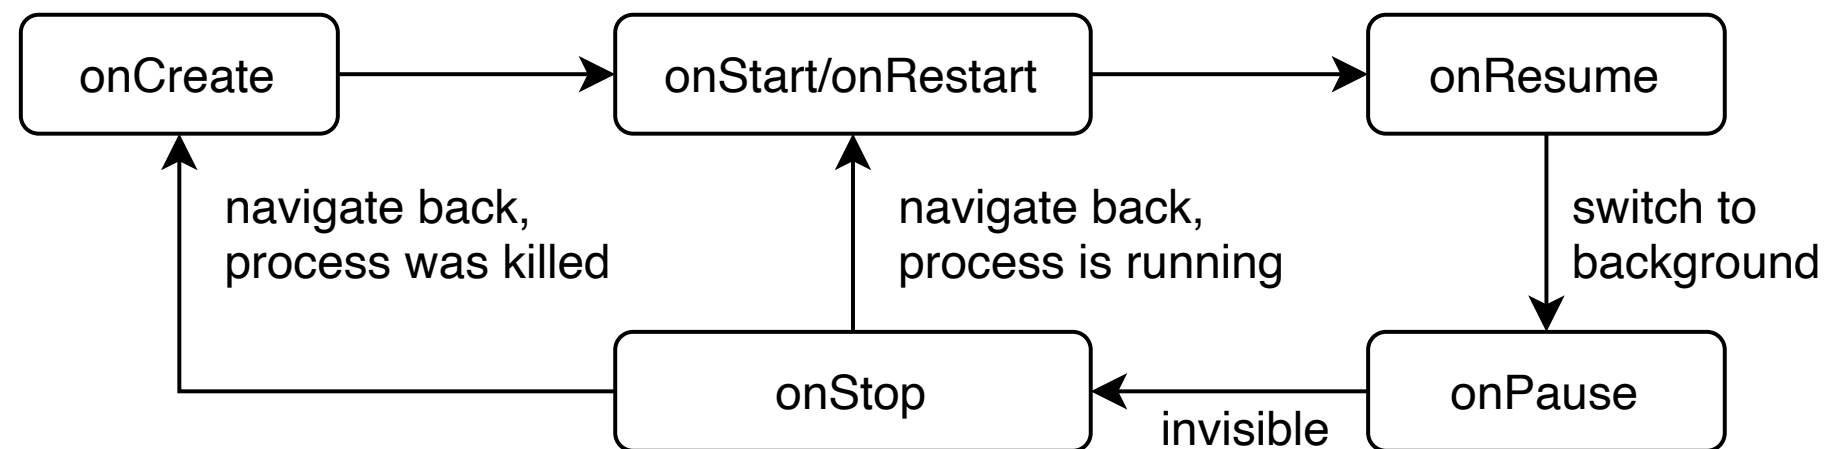 onCreate
onStart/onRestart
onResume
navigate back,
process was killed
navigate back,
process is running
switch to
background
onStop
invisible
onPause